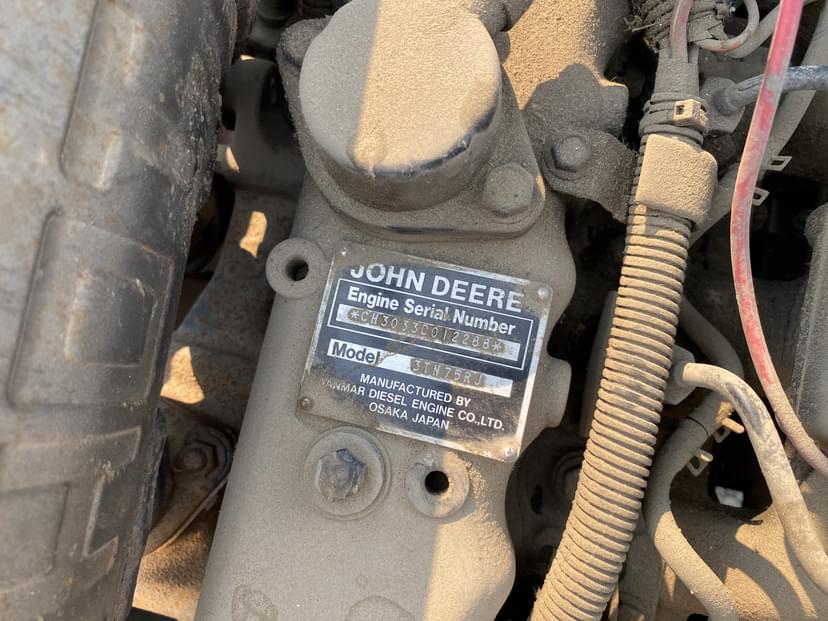 JOHN DEERE
Engine Serial Number
*CH3033D012288*
Model 3TN75RJ
MANUFACTURED BY
YANMAR DIESEL ENGINE CO.,LTD.
OSAKA JAPAN